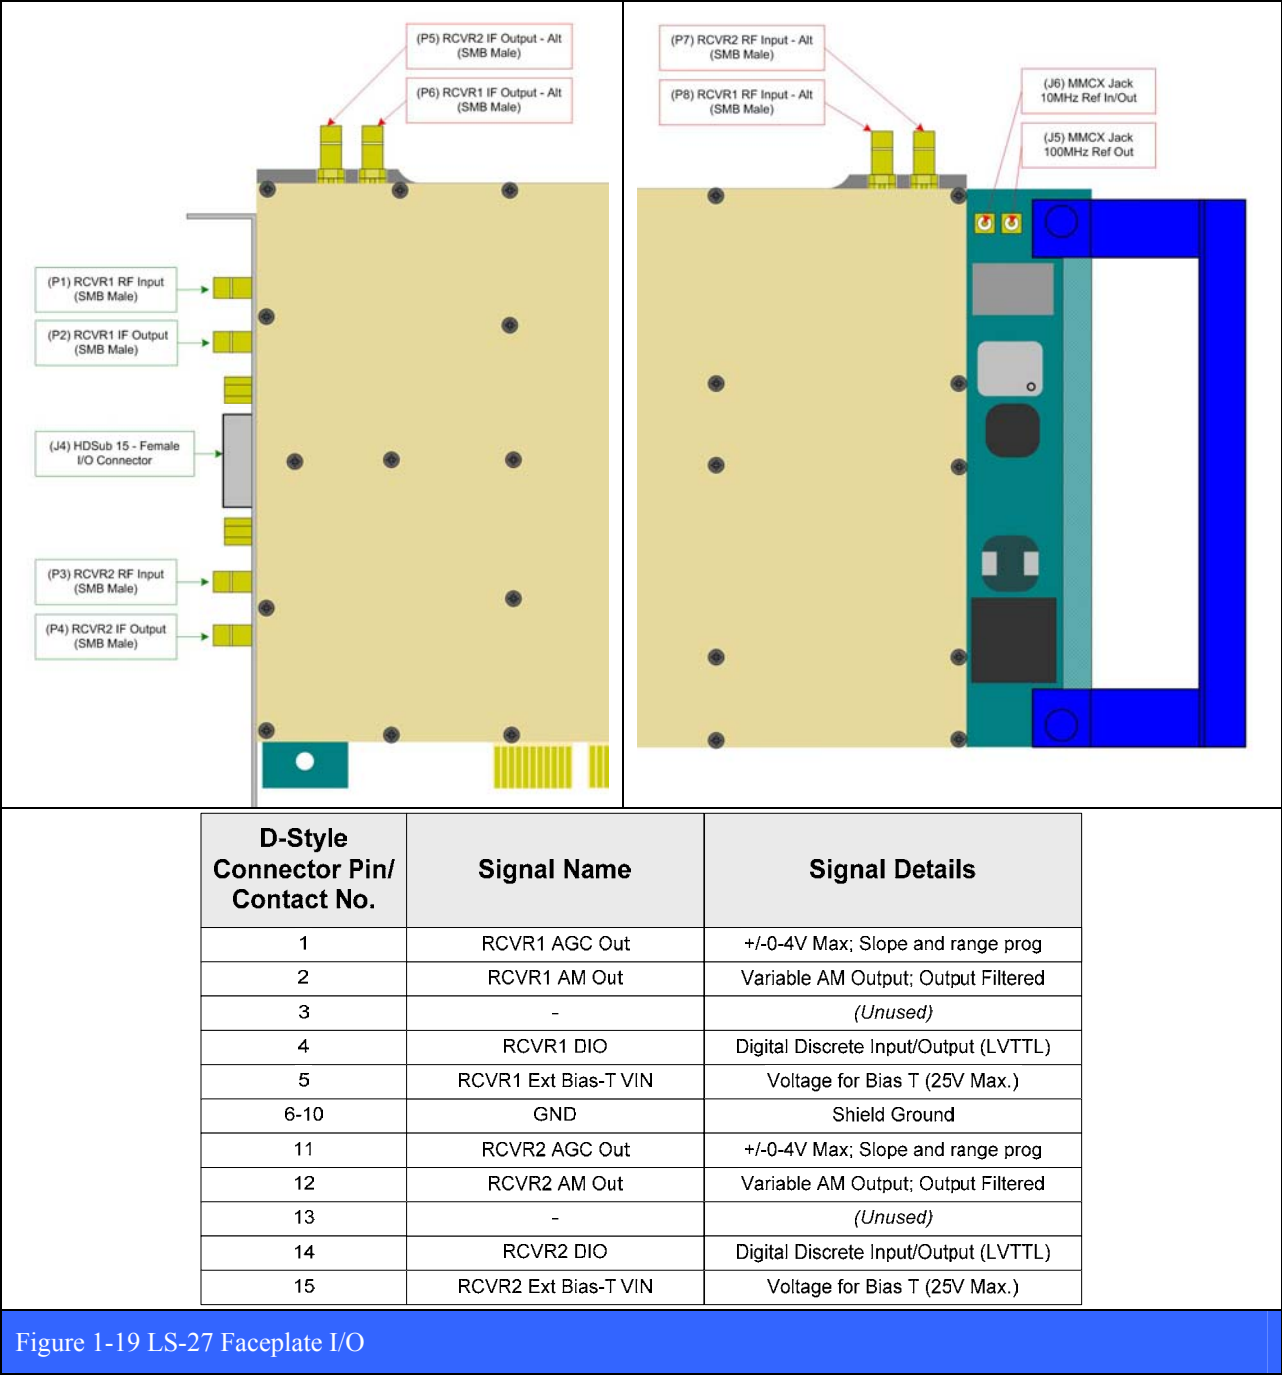 (P5) RCVR2 IF Output - Alt
(SMB Male)
(P6) RCVR1 IF Output - Alt
(SMB Male)
(P1) RCVR1 RF Input
(SMB Male)
(P2) RCVR1 IF Output
(SMB Male)
(J4) HDSub 15 - Female
I/O Connector
(P3) RCVR2 RF Input
(SMB Male)
(P4) RCVR2 IF Output
(SMB Male)
(P7) RCVR2 RF Input - Alt
(SMB Male)
(P8) RCVR1 RF Input - Alt
(SMB Male)
(J6) MMCX Jack
10MHz Ref In/Out
(J5) MMCX Jack
100MHz Ref Out
D-Style
Connector Pin/
Contact No.
Signal Name
Signal Details
1 RCVR1 AGC Out +/-0-4V Max; Slope and range prog
2 RCVR1 AM Out Variable AM Output; Output Filtered
3 - (Unused)
4 RCVR1 DIO Digital Discrete Input/Output (LVTTL)
5 RCVR1 Ext Bias-T VIN Voltage for Bias T (25V Max.)
6-10 GND Shield Ground
11 RCVR2 AGC Out +/-0-4V Max; Slope and range prog
12 RCVR2 AM Out Variable AM Output; Output Filtered
13 - (Unused)
14 RCVR2 DIO Digital Discrete Input/Output (LVTTL)
15 RCVR2 Ext Bias-T VIN Voltage for Bias T (25V Max.)
Figure 1-19 LS-27 Faceplate I/O